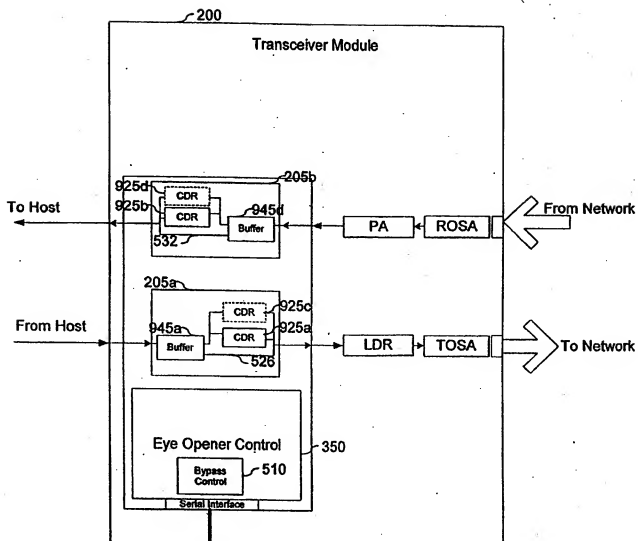 200
Transceiver Module
205b
925d
CDR
To Host
925b
CDR
945d
Buffer
532
PA
ROSA
From Network
205a
CDR
925c
From Host
945a
Buffer
CDR
925a
526
LDR
TOSA
To Network
Eye Opener Control
350
Bypass
Control
510
Serial Interface